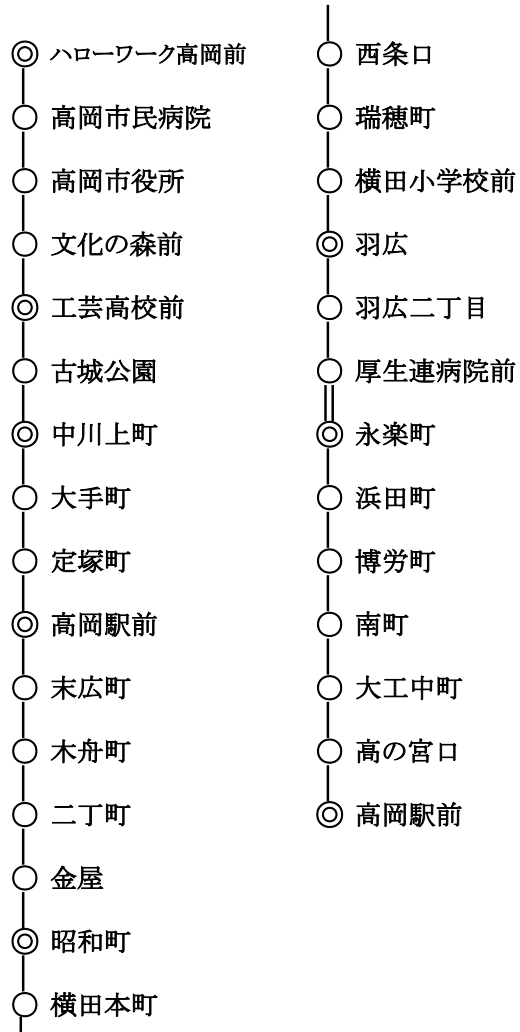 ハローワーク高岡前
高岡市民病院
高岡市役所
文化の森前
工芸高校前
古城公園
中川上町
大手町
定塚町
高岡駅前
末広町
木舟町
二丁町
金屋
昭和町
横田本町
西条口
瑞穂町
横田小学校前
羽広
羽広二丁目
厚生連病院前
永楽町
浜田町
博労町
南町
大工中町
高の宮口
高岡駅前